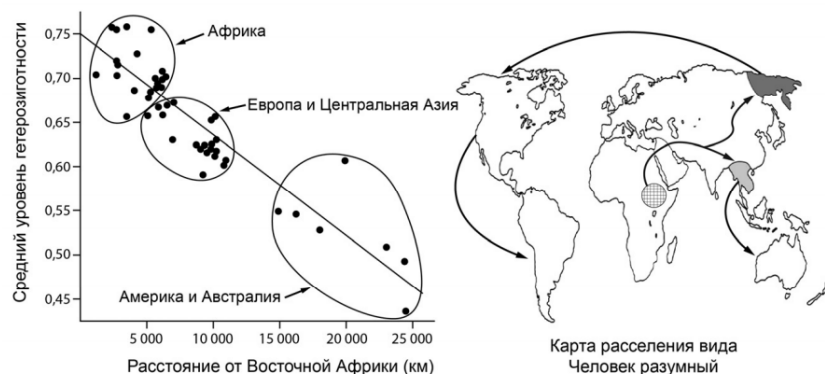 Средний уровень гетерозиготности
0,75
0,70
0,65
0,60
0,55
0,50
0,45
Африка
Европа и Центральная Азия
Америка и Австралия
5 000
10 000
15 000
20 000
25 000
Расстояние от Восточной Африки (км)
Карта расселения вида
Человек разумный